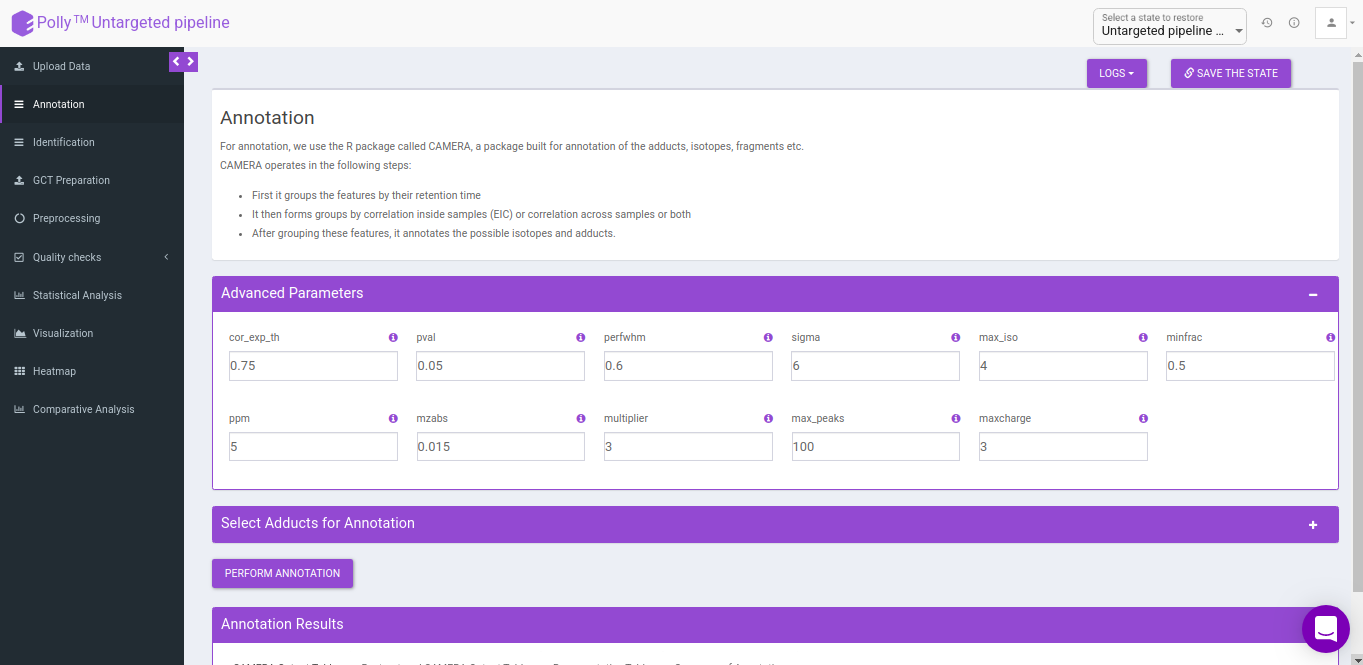 Polly™ Untargeted pipeline
Select a state to restore
Untargeted pipeline ...
Upload Data
Annotation
Identification
GCT Preparation
Preprocessing
Quality checks
Statistical Analysis
Visualization
Heatmap
Comparative Analysis
LOGS
SAVE THE STATE
Annotation
For annotation, we use the R package called CAMERA, a package built for annotation of the adducts, isotopes, fragments etc.
CAMERA operates in the following steps:
• First it groups the features by their retention time
• It then forms groups by correlation inside samples (EIC) or correlation across samples or both
• After grouping these features, it annotates the possible isotopes and adducts.
Advanced Parameters
cor_exp_th pval perfwhm sigma max_iso minfrac
0.75 0.05 0.6 6 4 0.5
ppm mzabs multiplier max_peaks maxcharge
5 0.015 3 100 3
Select Adducts for Annotation
PERFORM ANNOTATION
Annotation Results